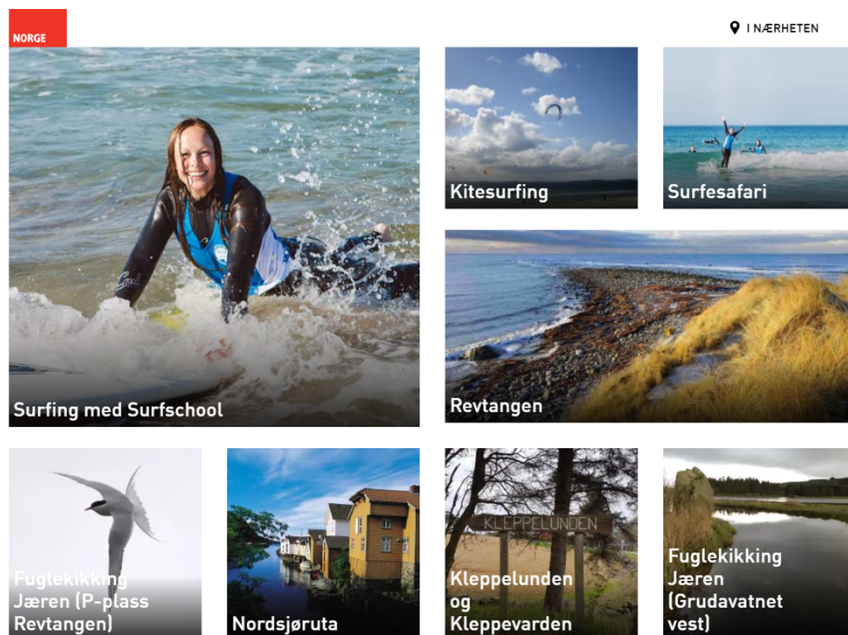 NORGE
I NÆRHETEN
Surfing med Surfschool
Kitesurfing
Surfesafari
Revtangen
Fuglekikking
Jæren (P-plass
Revtangen)
Nordsjøruta
KLEPPELUNDEN
Kleppelunden
og
Kleppevarden
Fuglekikking
Jæren
(Grudavatnet
vest)